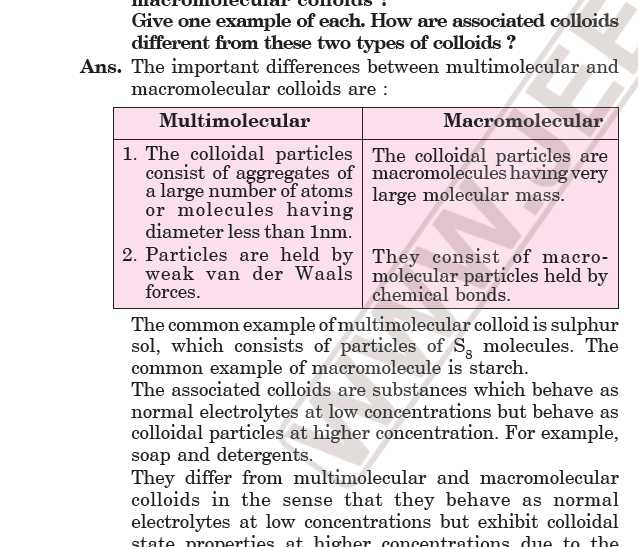 macromolecular colloids ?
Give one example of each. How are associated colloids
different from these two types of colloids ?
Ans. The important differences between multimolecular and
macromolecular colloids are :
Multimolecular
Macromolecular
1. The colloidal particles
consist of aggregates of
a large number of atoms
or molecules having
diameter less than 1nm.
The colloidal particles are
macromolecules having very
large molecular mass.
2. Particles are held by
weak van der Waals
forces.
They consist of macro-
molecular particles held by
chemical bonds.
The common example of multimolecular colloid is sulphur
sol, which consists of particles of S₈ molecules. The
common example of macromolecule is starch.
The associated colloids are substances which behave as
normal electrolytes at low concentrations but behave as
colloidal particles at higher concentration. For example,
soap and detergents.
They differ from multimolecular and macromolecular
colloids in the sense that they behave as normal
electrolytes at low concentrations but exhibit colloidal
state properties at higher concentrations due to the
WWW.JEE